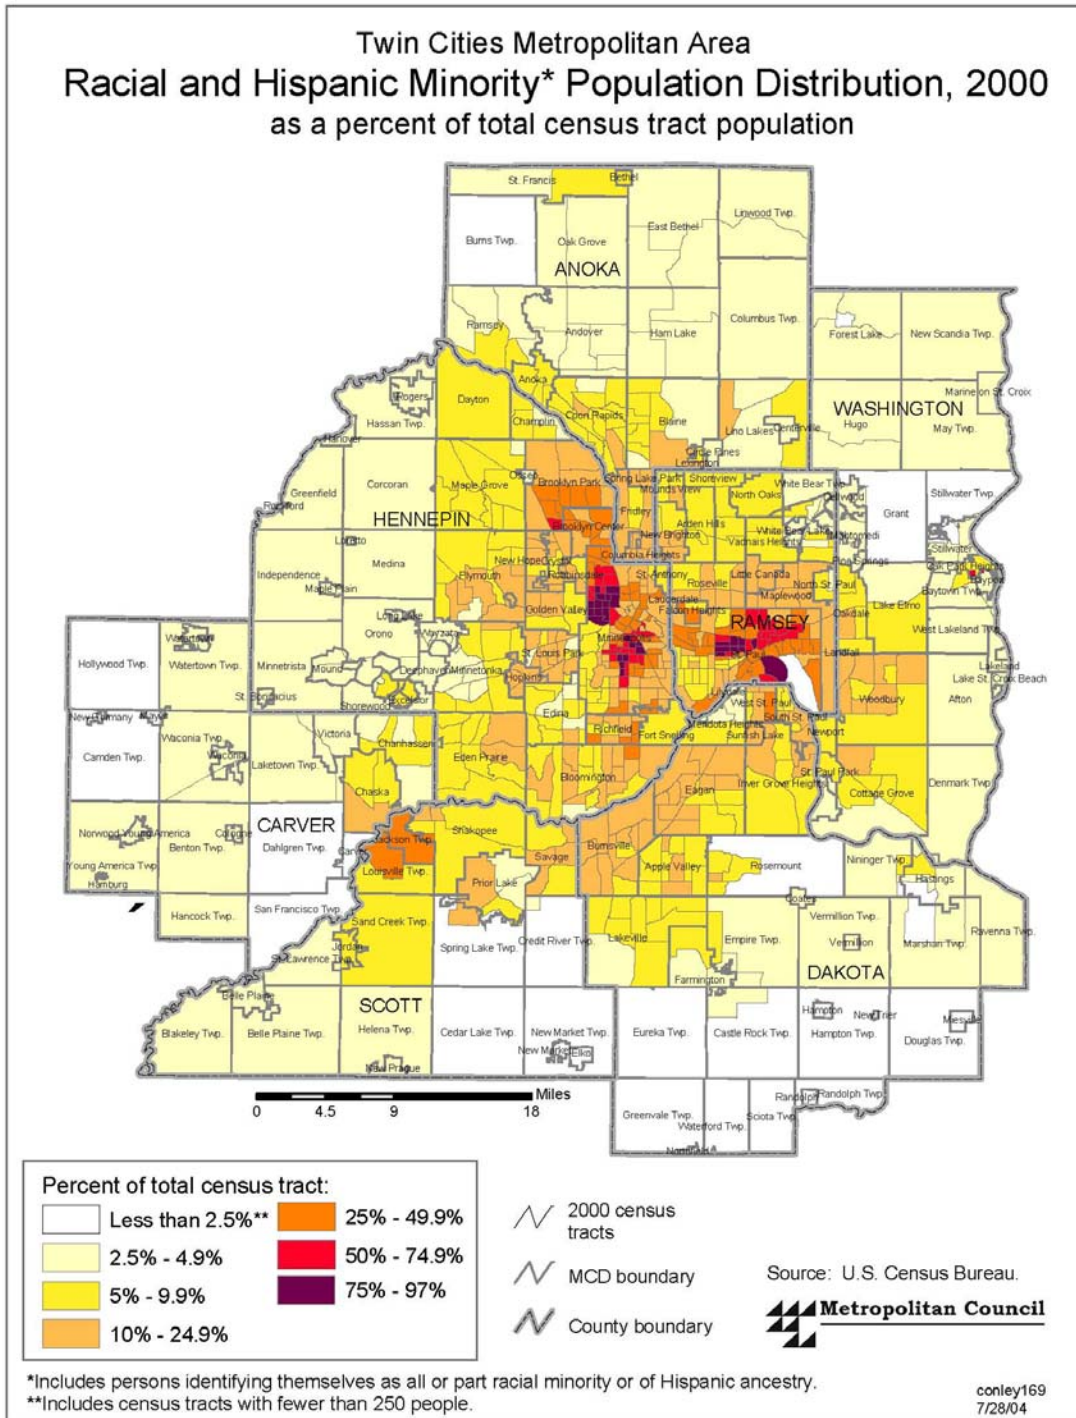 Twin Cities Metropolitan Area
Racial and Hispanic Minority* Population Distribution, 2000
as a percent of total census tract population
St. Francis
Bethel
Burns Twp.
Oak Grove
East Bethel
Linwood Twp.
ANOKA
Ramsey
Andover
Ham Lake
Columbus Twp.
Forest Lake
New Scandia Twp.
Rogers
Hassan Twp.
Dayton
Anoka
Champlin
Coon Rapids
Blaine
Lino Lakes
Centerville
Circle Pines
Lexington
WASHINGTON
Hugo
May Twp.
Marine on St. Croix
Hanover
Greenfield
Corcoran
Rockford
HENNEPIN
Maple Grove
Osseo
Brooklyn Park
Brooklyn Center
Spring Lake Park
Mounds View
Shoreview
North Oaks
White Bear Twp.
Dellwood
Grant
Stillwater Twp.
Fridley
New Brighton
Arden Hills
White Bear Lake
Vadnais Heights
Mahtomedi
Pine Springs
Stillwater
Oak Park Heights
Bayport
Baytown Twp.
Loretto
Medina
Independence
Maple Plain
Plymouth
New Hope
Crystal
Robbinsdale
Columbia Heights
St. Anthony
Roseville
Little Canada
Maplewood
North St. Paul
Oakdale
Lake Elmo
Golden Valley
Lauderdale
Falcon Heights
RAMSEY
West Lakeland Twp.
Minneapolis
St. Paul
Landfall
Long Lake
Orono
Wayzata
Minnetrista
Mound
Deephaven
Minnetonka
St. Louis Park
Hopkins
St. Bonifacius
Shorewood
Excelsior
Edina
Richfield
Fort Snelling
Lilydale
West St. Paul
Mendota Heights
South St. Paul
Sunfish Lake
Newport
Woodbury
Afton
Lakeland
Lake St. Croix Beach
Hollywood Twp.
Watertown
Watertown Twp.
New Germany
Mayer
Camden Twp.
Waconia Twp.
Waconia
Victoria
Laketown Twp.
Chanhassen
Chaska
Eden Prairie
Bloomington
Eagan
Inver Grove Heights
St. Paul Park
Cottage Grove
Denmark Twp.
Norwood Young America
Young America Twp.
Hamburg
Cologne
Benton Twp.
CARVER
Dahlgren Twp.
Carver
Jackson Twp.
Louisville Twp.
Shakopee
Savage
Prior Lake
Burnsville
Apple Valley
Rosemount
Nininger Twp.
Hastings
Hancock Twp.
San Francisco Twp.
Sand Creek Twp.
Jordan
St. Lawrence Twp.
Spring Lake Twp.
Credit River Twp.
Lakeville
Farmington
Empire Twp.
Coates
Vermillion Twp.
Vermillion
Marshan Twp.
Ravenna Twp.
DAKOTA
Belle Plaine
Blakeley Twp.
Belle Plaine Twp.
SCOTT
Helena Twp.
New Prague
Cedar Lake Twp.
New Market Twp.
New Market
Elko
Eureka Twp.
Castle Rock Twp.
Hampton
New Trier
Hampton Twp.
Miesville
Douglas Twp.
Greenvale Twp.
Waterford Twp.
Sciota Twp.
Randolph
Randolph Twp.
Northfield
0 4.5 9 18
Miles
Percent of total census tract:
Less than 2.5%**
2.5% - 4.9%
5% - 9.9%
10% - 24.9%
25% - 49.9%
50% - 74.9%
75% - 97%
2000 census
tracts
MCD boundary
County boundary
Source: U.S. Census Bureau.
Metropolitan Council
*Includes persons identifying themselves as all or part racial minority or of Hispanic ancestry.
**Includes census tracts with fewer than 250 people.
conley169
7/28/04